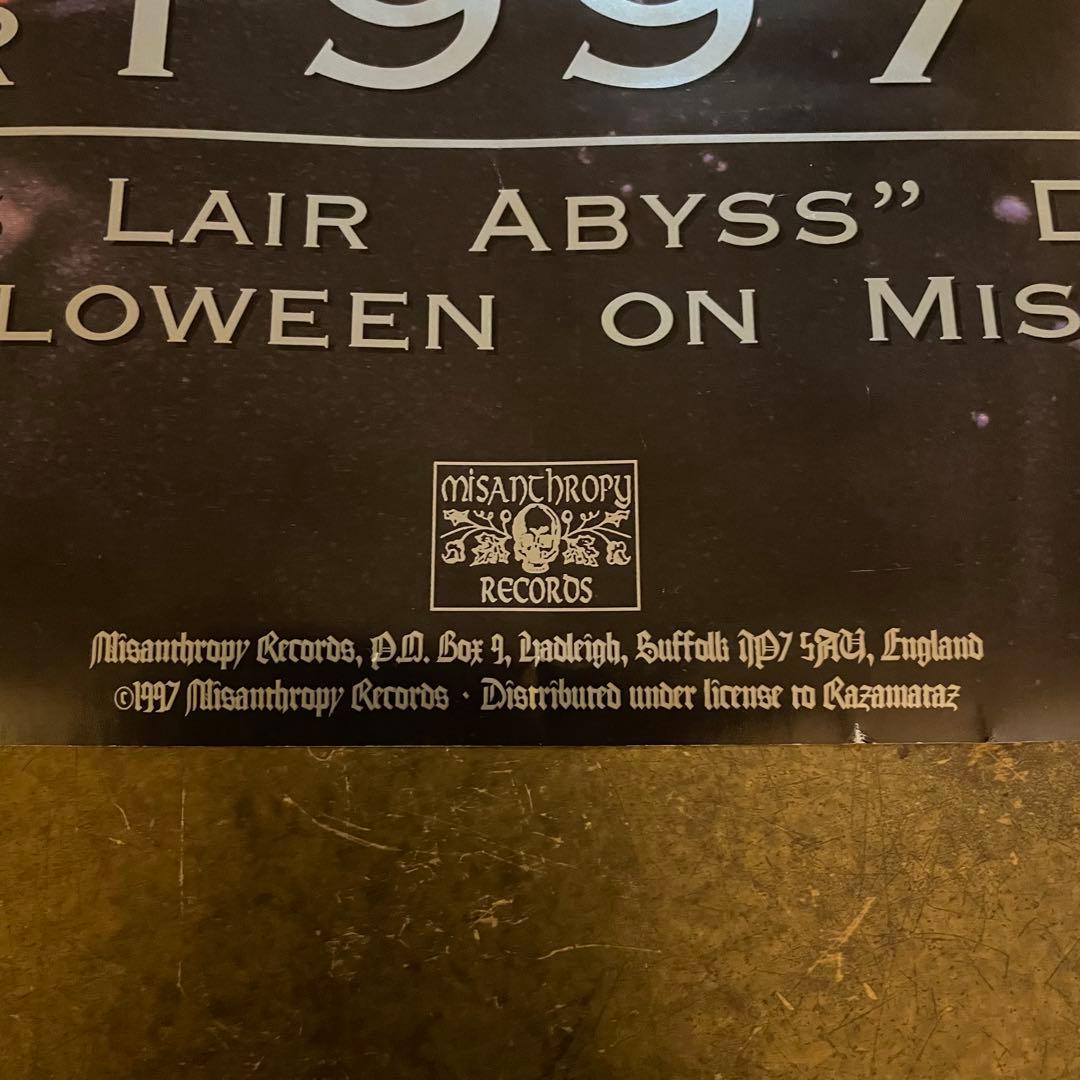 R 1997
S LAIR ABYSS” D
LOWEEN ON MIS
MISANTHROPY
RECORDS
Misanthropy Records, P.O. Box 9, Hadleigh, Suffolk IP7 5AU, England
©1997 Misanthropy Records · Distributed under license to Razamataz